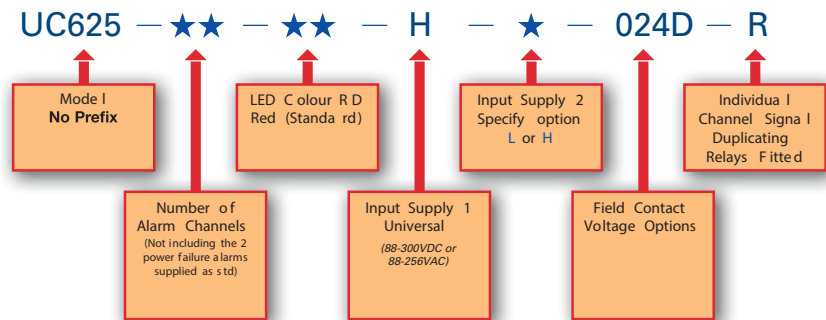 UC625 — ★★ — ★★ — H — ★ — 024D — R
Model
No Prefix
LED Colour RD
Red (Standard)
Input Supply 2
Specify option
L or H
Individual
Channel Signal
Duplicating
Relays Fitted
Number of
Alarm Channels
(Not including the 2
power failure alarms
supplied as std)
Input Supply 1
Universal
(88-300VDC or
88-256VAC)
Field Contact
Voltage Options